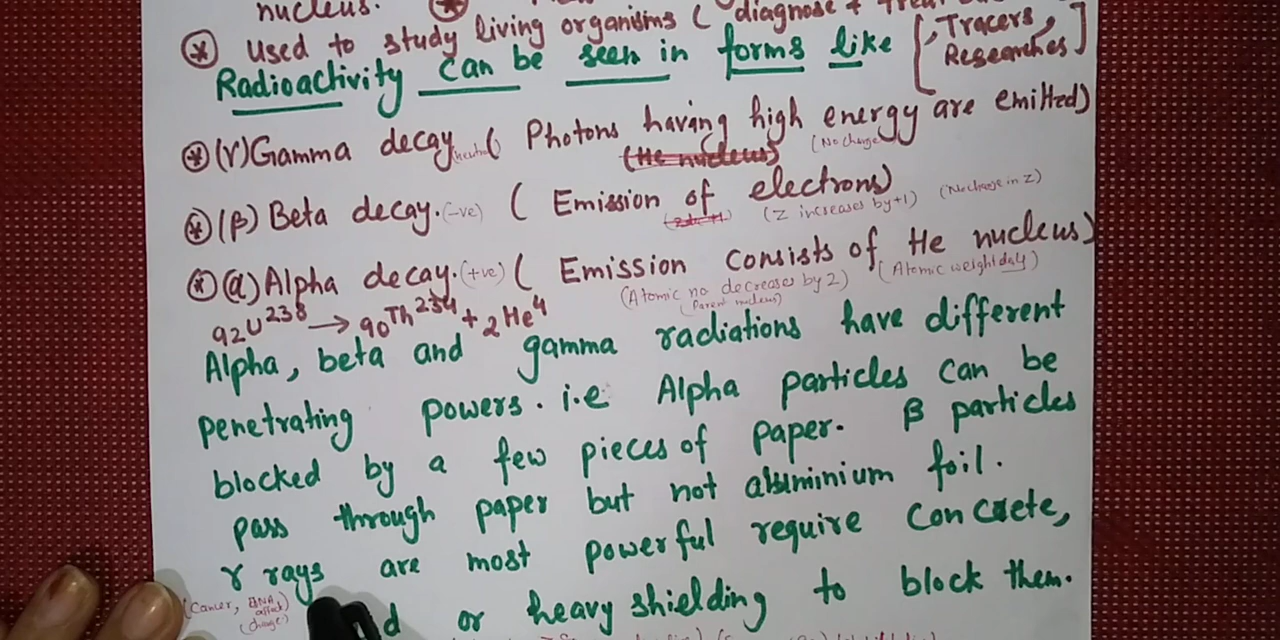 nucleus.
* Used to study living organisms ( diagnose +
[ Tracers, Researches ]
Radioactivity can be seen in forms like
* (γ) Gamma decay (neutral) ( Photons having high energy are emitted)
(He nucleus) (No charge)
* (β) Beta decay. (-ve) ( Emission of electrons)
(Z increases by +1) (No change in Z)
* (α) Alpha decay. (+ve) ( Emission consists of He nucleus)
(Atomic no decreases by 2) (Atomic weight by 4)
(Parent nucleus)
92U238 → 90Th234 + 2He4
Alpha, beta and gamma radiations have different
penetrating powers. i.e Alpha particles can be
blocked by a few pieces of paper. β particles
pass through paper but not aluminium foil.
γ rays are most powerful require concrete,
(Cancer, DNA affect change)
or heavy shielding to block them.